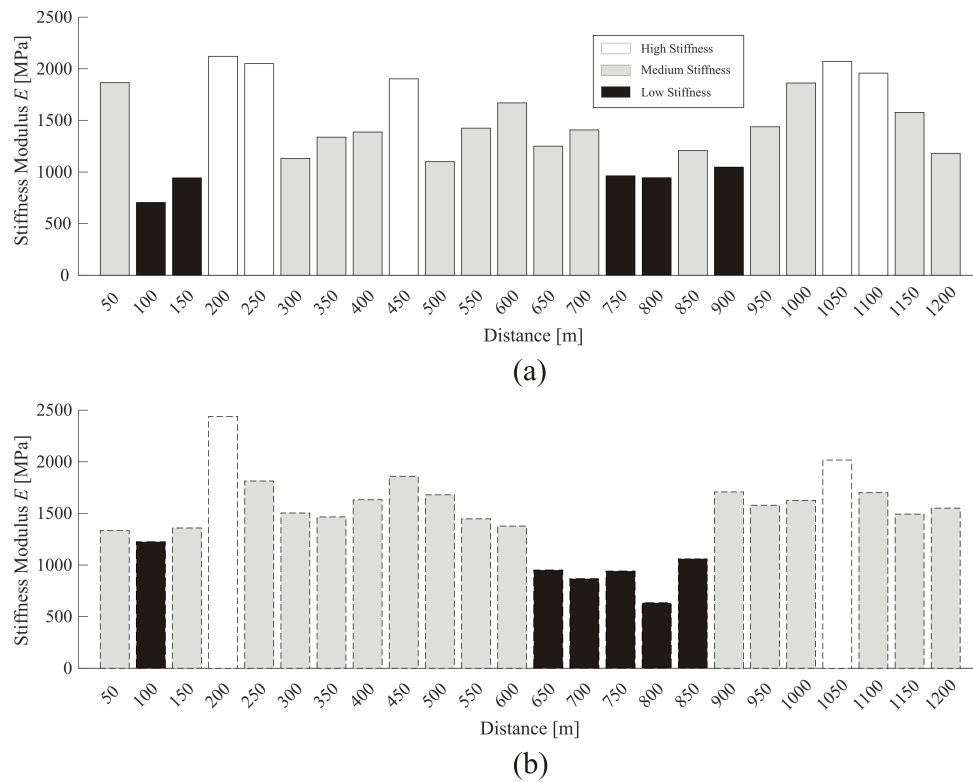 2500
2000
1500
1000
500
0
Stiffness Modulus E [MPa]
High Stiffness
Medium Stiffness
Low Stiffness
50 100 150 200 250 300 350 400 450 500 550 600 650 700 750 800 850 900 950 1000 1050 1100 1150 1200
Distance [m]
(a)
2500
2000
1500
1000
500
0
Stiffness Modulus E [MPa]
50 100 150 200 250 300 350 400 450 500 550 600 650 700 750 800 850 900 950 1000 1050 1100 1150 1200
Distance [m]
(b)